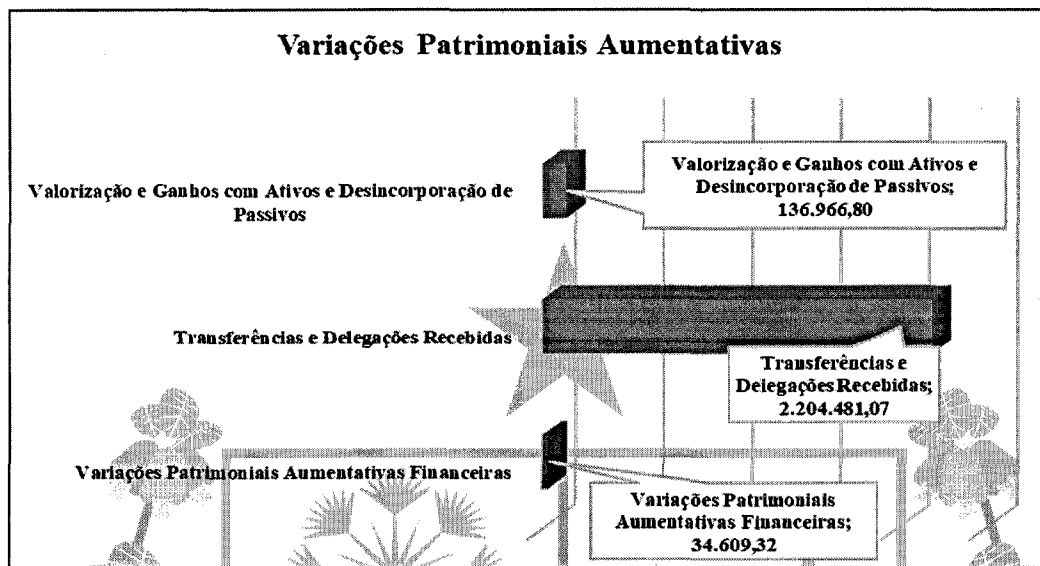 Variações Patrimoniais Aumentativas
Valorização e Ganhos com Ativos e Desincorporação de
Passivos
Valorização e Ganhos com Ativos e
Desincorporação de Passivos;
136.966,80
Transferências e Delegações Recebidas
Transferências e
Delegações Recebidas;
2.204.481,07
Variações Patrimoniais Aumentativas Financeiras
Variações Patrimoniais
Aumentativas Financeiras;
34.609,32